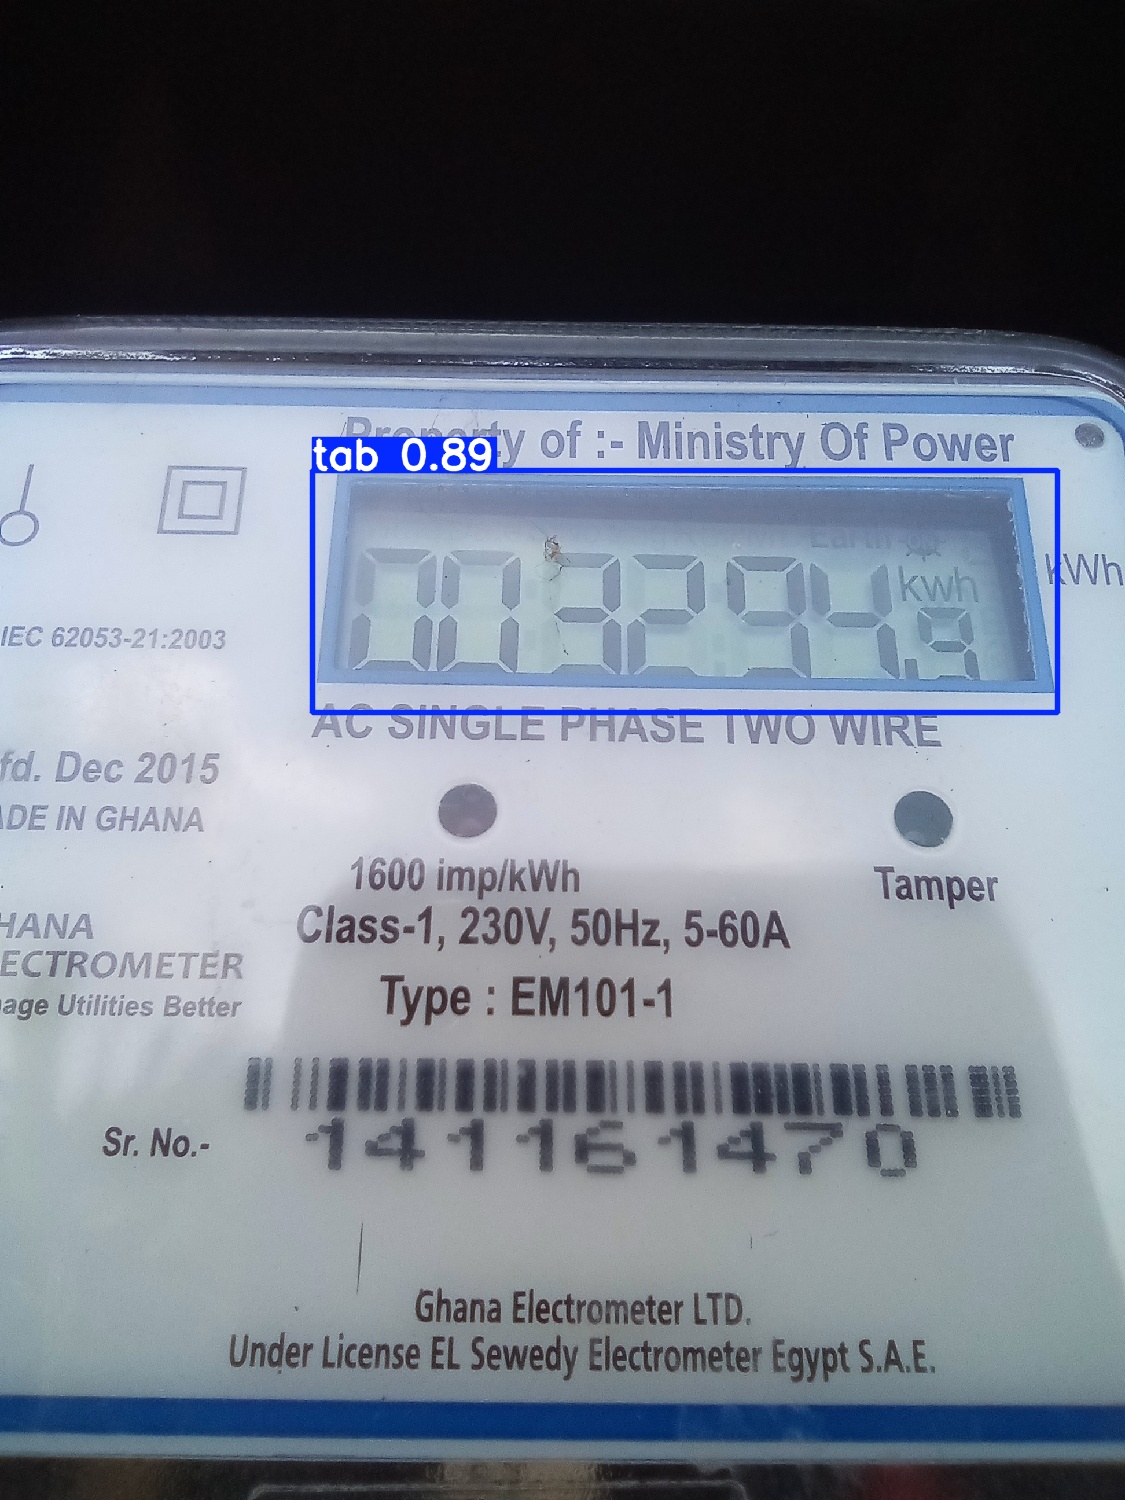 Property of :- Ministry Of Power
tab 0.89
kwh
003294.9
kWh
IEC 62053-21:2003
AC SINGLE PHASE TWO WIRE
fd. Dec 2015
ADE IN GHANA
1600 imp/kWh
Tamper
Class-1, 230V, 50Hz, 5-60A
HANA
ECTROMETER
age Utilities Better
Type : EM101-1
Sr. No.- 141161470
Ghana Electrometer LTD.
Under License EL Sewedy Electrometer Egypt S.A.E.